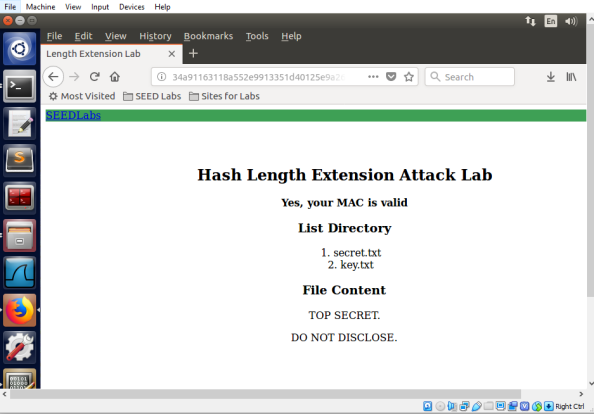 File Machine View Input Devices Help
En
File Edit View History Bookmarks Tools Help
Length Extension Lab
Search
Most Visited SEED Labs Sites for Labs
SEEDLabs
Hash Length Extension Attack Lab
Yes, your MAC is valid
List Directory
1. secret.txt
2. key.txt
File Content
TOP SECRET.
DO NOT DISCLOSE.
Right Ctrl